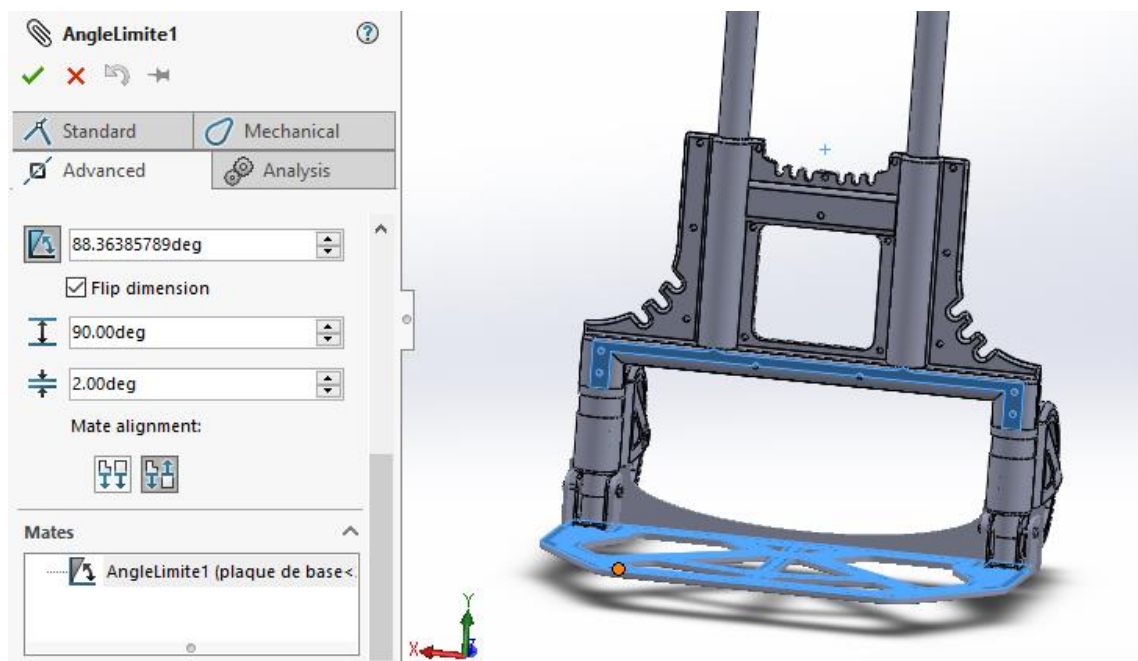 AngleLimite1
Standard
Mechanical
Advanced
Analysis
88.36385789deg
Flip dimension
90.00deg
2.00deg
Mate alignment:
Mates
AngleLimite1 (plaque de base<.
Y
X